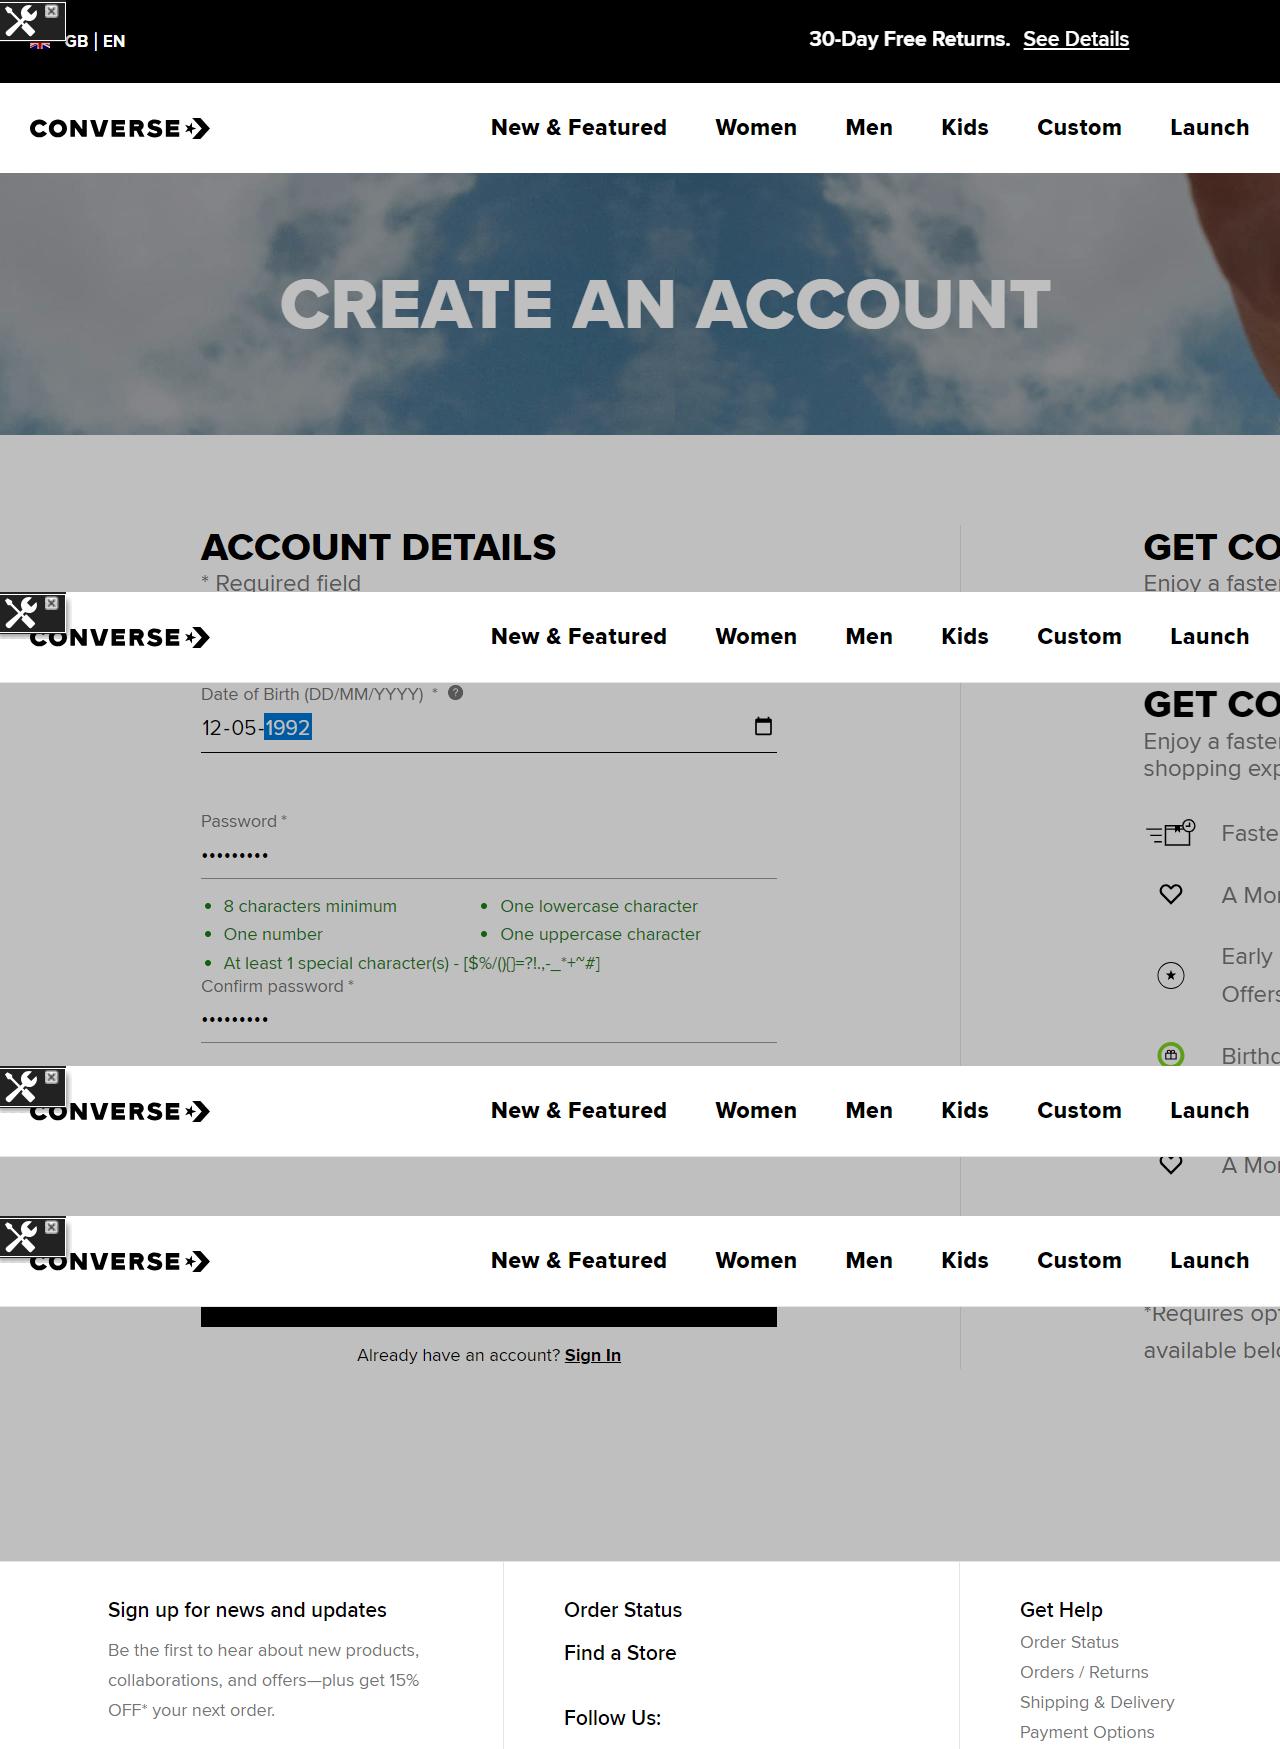 GB | EN
30-Day Free Returns. See Details
CONVERSE
New & Featured Women Men Kids Custom Launch
CREATE AN ACCOUNT
ACCOUNT DETAILS
* Required field
GET CO
Enjoy a faster
CONVERSE
New & Featured Women Men Kids Custom Launch
Date of Birth (DD/MM/YYYY) * ?
12-05-1992
Password *
•••••••••
• 8 characters minimum
• One lowercase character
• One number
• One uppercase character
• At least 1 special character(s) - [$%/(){}=?!.,-_*+~#]
Confirm password *
•••••••••
GET CO
Enjoy a faster
shopping exp
Faste
A Mon
Early
Offers
Birthd
CONVERSE
New & Featured Women Men Kids Custom Launch
A Mon
CONVERSE
New & Featured Women Men Kids Custom Launch
Already have an account? Sign In
*Requires opt
available belo
Sign up for news and updates
Be the first to hear about new products,
collaborations, and offers—plus get 15%
OFF* your next order.
Order Status
Find a Store
Follow Us:
Get Help
Order Status
Orders / Returns
Shipping & Delivery
Payment Options